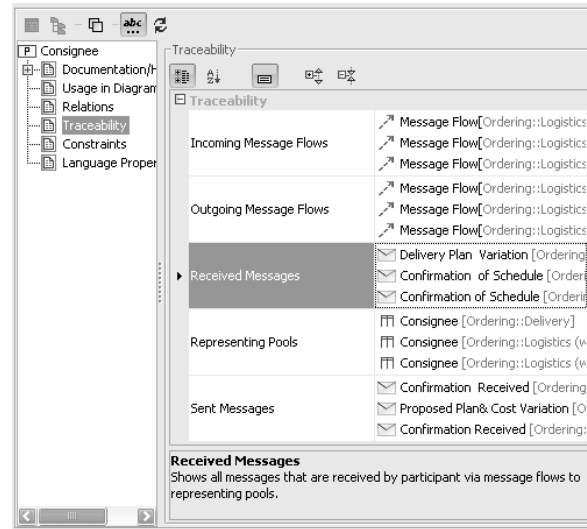 abc
P Consignee
Documentation/H
Usage in Diagram
Relations
Traceability
Constraints
Language Proper
Traceability
Traceability
Incoming Message Flows
Message Flow[Ordering::Logistics
Message Flow[Ordering::Logistics
Message Flow[Ordering::Logistics
Outgoing Message Flows
Message Flow[Ordering::Logistics
Message Flow[Ordering::Logistics
Message Flow[Ordering::Logistics
Received Messages
Delivery Plan Variation [Ordering
Confirmation of Schedule [Orderi
Confirmation of Schedule [Orderin
Representing Pools
Consignee [Ordering::Delivery]
Consignee [Ordering::Logistics (w
Consignee [Ordering::Logistics (w
Sent Messages
Confirmation Received [Ordering
Proposed Plan& Cost Variation [O
Confirmation Received [Ordering:
Received Messages
Shows all messages that are received by participant via message flows to
representing pools.